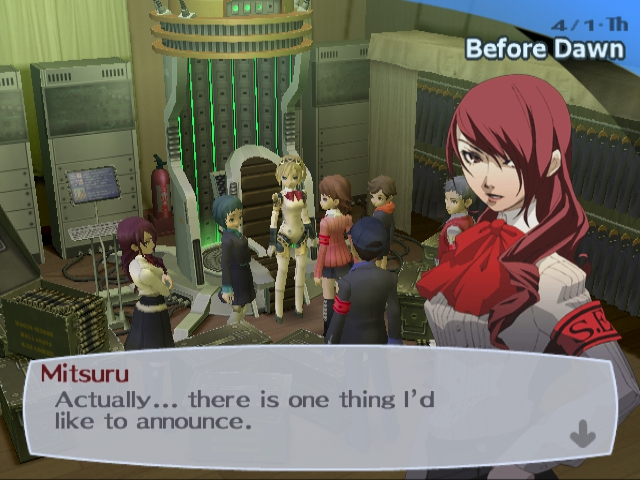 4/1·Th
Before Dawn
S.E
Mitsuru
Actually... there is one thing I'd
like to announce.